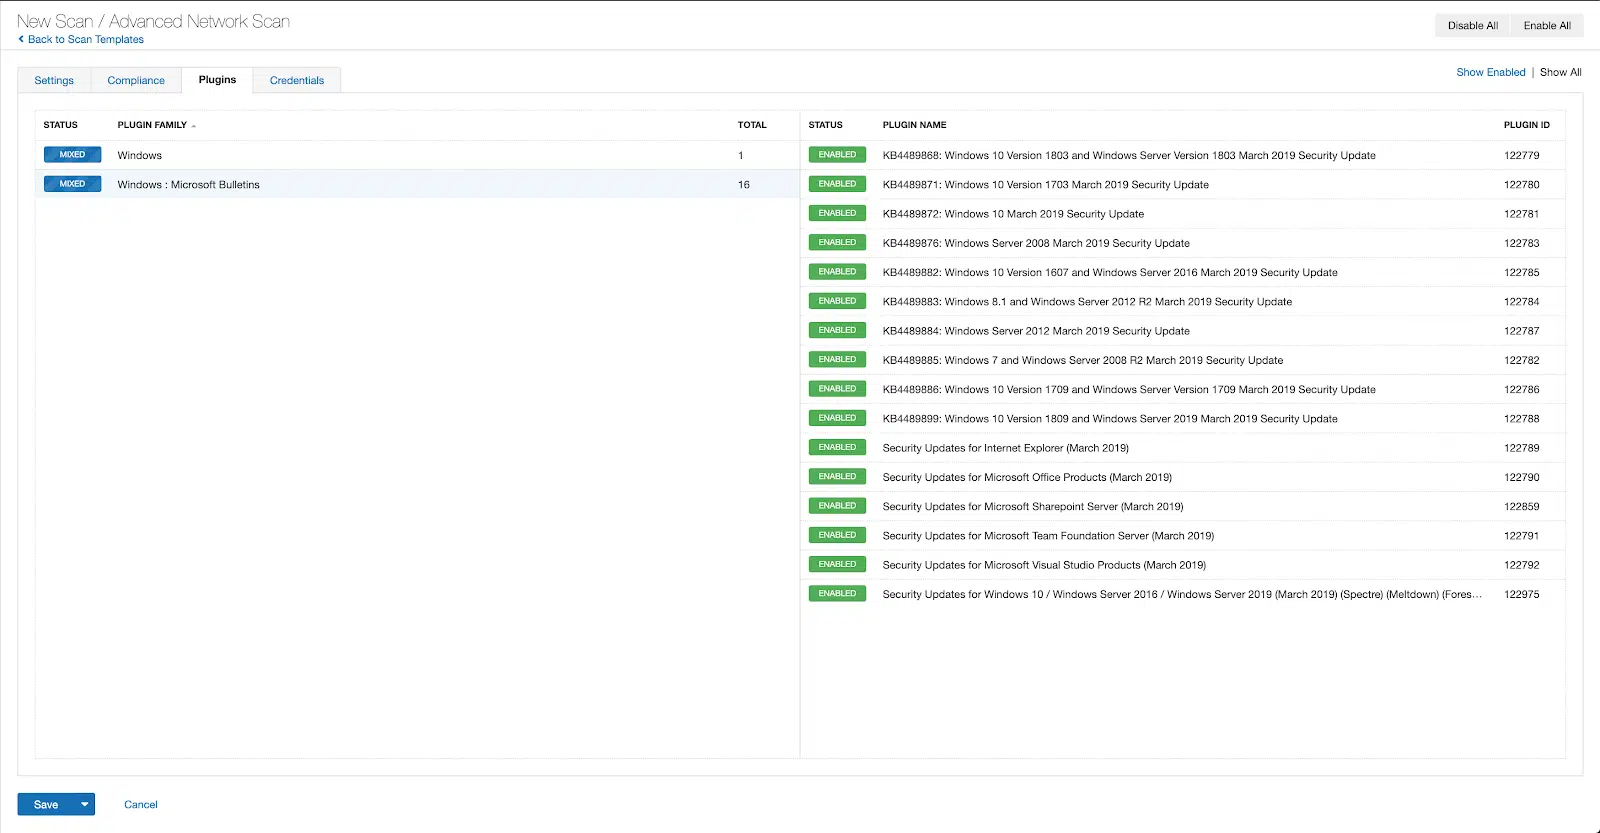 New Scan / Advanced Network Scan
Back to Scan Templates
Disable All Enable All
Settings Compliance Plugins Credentials
Show Enabled | Show All
STATUS PLUGIN FAMILY TOTAL
MIXED Windows 1
MIXED Windows : Microsoft Bulletins 16
STATUS PLUGIN NAME PLUGIN ID
ENABLED KB4489868: Windows 10 Version 1803 and Windows Server Version 1803 March 2019 Security Update 122779
ENABLED KB4489871: Windows 10 Version 1703 March 2019 Security Update 122780
ENABLED KB4489872: Windows 10 March 2019 Security Update 122781
ENABLED KB4489876: Windows Server 2008 March 2019 Security Update 122783
ENABLED KB4489882: Windows 10 Version 1607 and Windows Server 2016 March 2019 Security Update 122785
ENABLED KB4489883: Windows 8.1 and Windows Server 2012 R2 March 2019 Security Update 122784
ENABLED KB4489884: Windows Server 2012 March 2019 Security Update 122787
ENABLED KB4489885: Windows 7 and Windows Server 2008 R2 March 2019 Security Update 122782
ENABLED KB4489886: Windows 10 Version 1709 and Windows Server Version 1709 March 2019 Security Update 122786
ENABLED KB4489899: Windows 10 Version 1809 and Windows Server 2019 March 2019 Security Update 122788
ENABLED Security Updates for Internet Explorer (March 2019) 122789
ENABLED Security Updates for Microsoft Office Products (March 2019) 122790
ENABLED Security Updates for Microsoft Sharepoint Server (March 2019) 122859
ENABLED Security Updates for Microsoft Team Foundation Server (March 2019) 122791
ENABLED Security Updates for Microsoft Visual Studio Products (March 2019) 122792
ENABLED Security Updates for Windows 10 / Windows Server 2016 / Windows Server 2019 (March 2019) (Spectre) (Meltdown) (Fores... 122975
Save Cancel